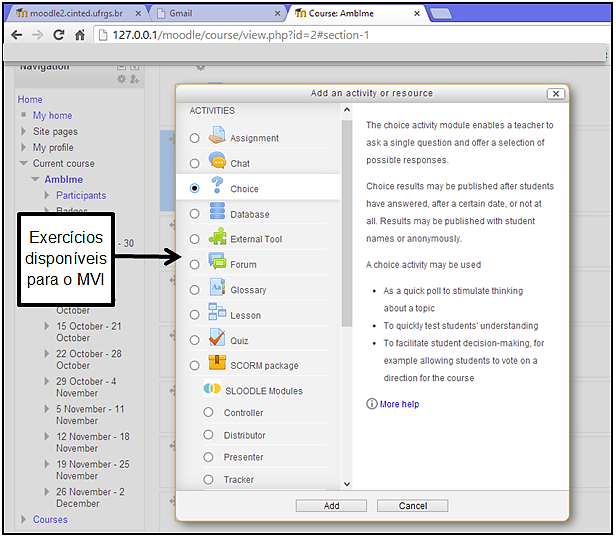 moodle2.cinted.ufrgs.br
Gmail
Course: Amblme
127.0.0.1/moodle/course/view.php?id=2#section-1
Navigation
Home
My home
Site pages
My profile
Current course
Amblme
Participants
Badges
- 30
October
15 October - 21
October
22 October - 28
October
29 October - 4
November
5 November - 11
November
12 November - 18
November
19 November - 25
November
26 November - 2
December
Courses
Exercícios
disponíveis
para o MVI
Add an activity or resource
ACTIVITIES
Assignment
Chat
Choice
Database
External Tool
Forum
Glossary
Lesson
Quiz
SCORM package
SLOODLE Modules
Controller
Distributor
Presenter
Tracker
The choice activity module enables a teacher to
ask a single question and offer a selection of
possible responses.
Choice results may be published after students
have answered, after a certain date, or not at
all. Results may be published with student
names or anonymously.
A choice activity may be used
As a quick poll to stimulate thinking
about a topic
To quickly test students' understanding
To facilitate student decision-making, for
example allowing students to vote on a
direction for the course
More help
Add
Cancel